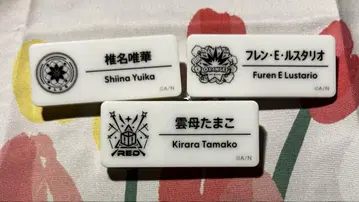 椎名唯華
Shiina Yuika
©A/N
フレン・E・ルスタリオ
Furen E Lustario
©A/N
雲母たまこ
Kirara Tamako
RED
©A/N